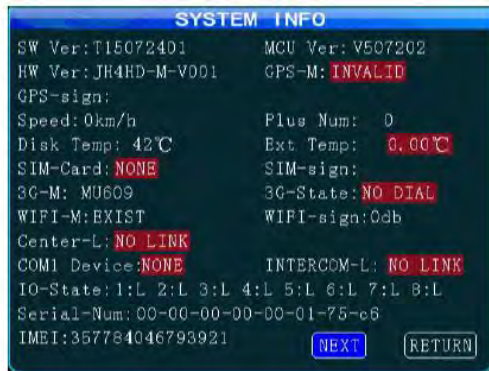 SYSTEM INFO
SW Ver:T15072401 MCU Ver:V507202
HW Ver:JH4HD-M-V001 GPS-M:INVALID
GPS-sign:
Speed:0km/h Plus Num: 0
Disk Temp: 42℃ Ext Temp: 0.00℃
SIM-Card:NONE SIM-sign:
3G-M: MU609 3G-State:NO DIAL
WIFI-M:EXIST WIFI-sign:0db
Center-L:NO LINK
COM1 Device:NONE INTERCOM-L: NO LINK
IO-State:1:L 2:L 3:L 4:L 5:L 6:L 7:L 8:L
Serial-Num:00-00-00-00-00-01-75-c6
IMEI:357784046793921 NEXT RETURN